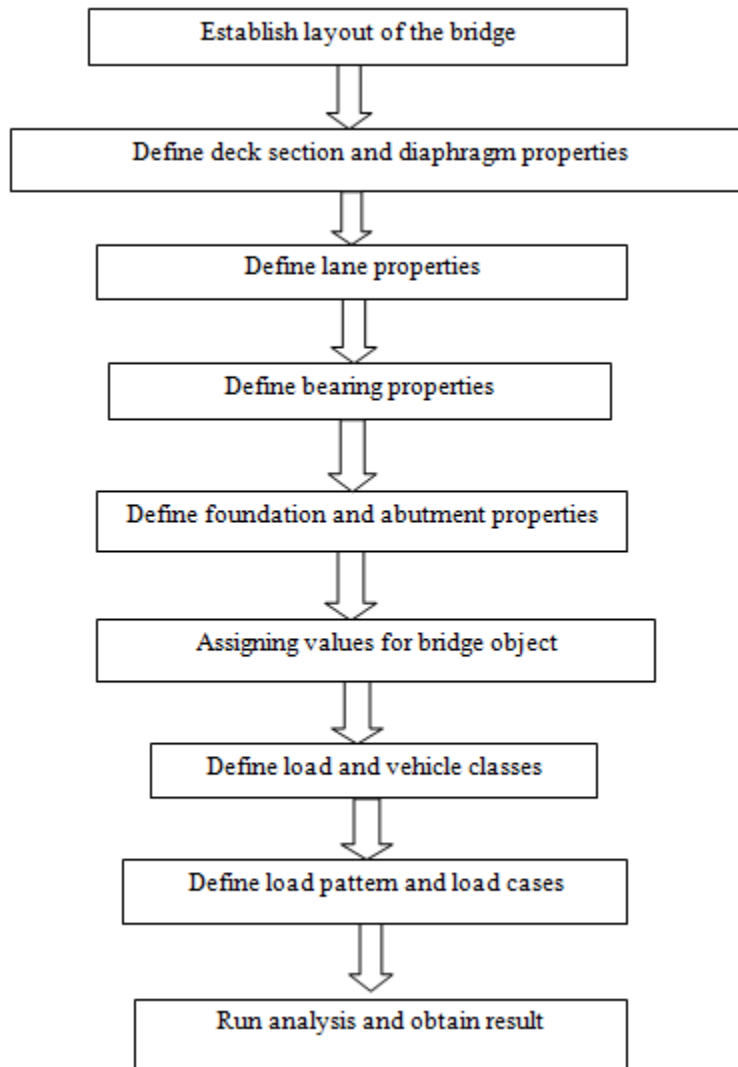 Establish layout of the bridge
Define deck section and diaphragm properties
Define lane properties
Define bearing properties
Define foundation and abutment properties
Assigning values for bridge object
Define load and vehicle classes
Define load pattern and load cases
Run analysis and obtain result